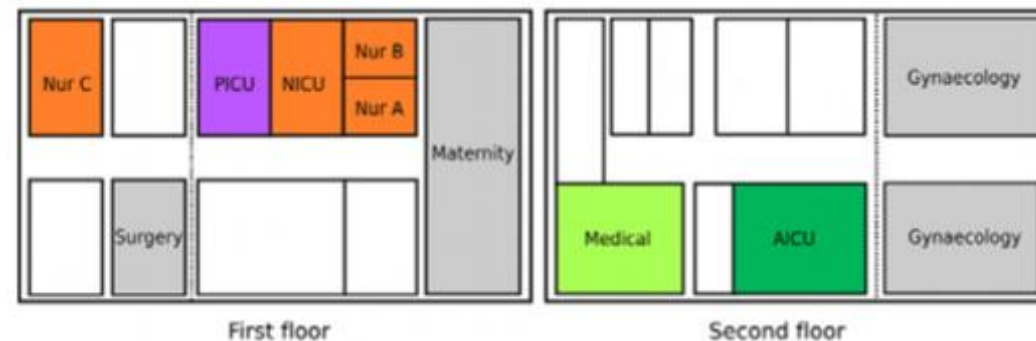 Nur C
PICU
NICU
Nur B
Nur A
Maternity
Surgery
First floor
Gynaecology
Medical
AICU
Gynaecology
Second floor